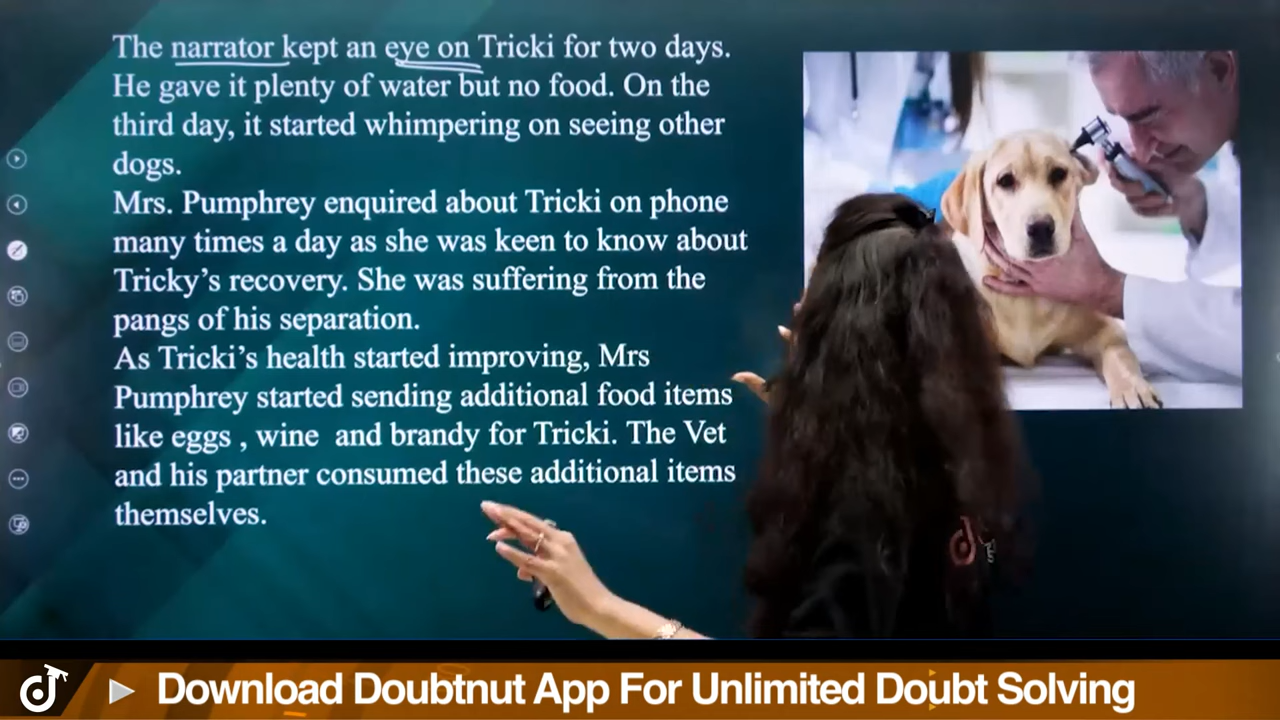 The narrator kept an eye on Tricki for two days.
He gave it plenty of water but no food. On the
third day, it started whimpering on seeing other
dogs.
Mrs. Pumphrey enquired about Tricki on phone
many times a day as she was keen to know about
Tricky’s recovery. She was suffering from the
pangs of his separation.
As Tricki’s health started improving, Mrs
Pumphrey started sending additional food items
like eggs , wine and brandy for Tricki. The Vet
and his partner consumed these additional items
themselves.
Download Doubtnut App For Unlimited Doubt Solving